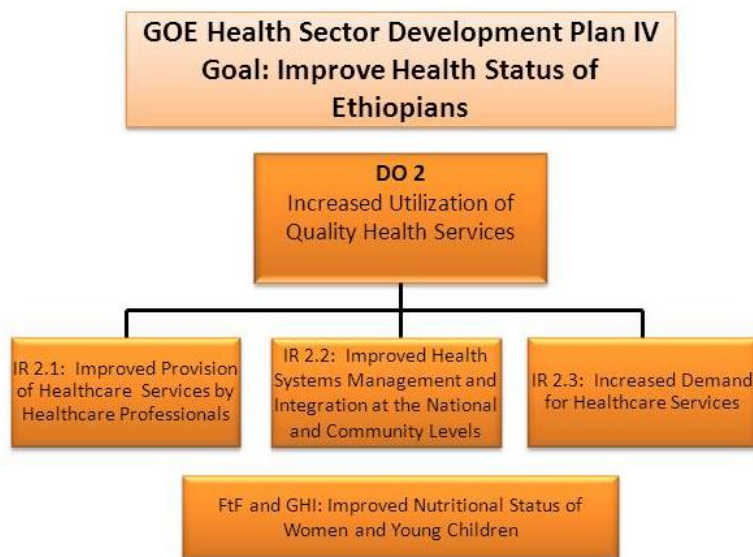 GOE Health Sector Development Plan IV
Goal: Improve Health Status of
Ethiopians
DO 2
Increased Utilization of
Quality Health Services
IR 2.1: Improved Provision
of Healthcare Services by
Healthcare Professionals
IR 2.2: Improved Health
Systems Management and
Integration at the National
and Community Levels
IR 2.3: Increased Demand
for Healthcare Services
FtF and GHI: Improved Nutritional Status of
Women and Young Children